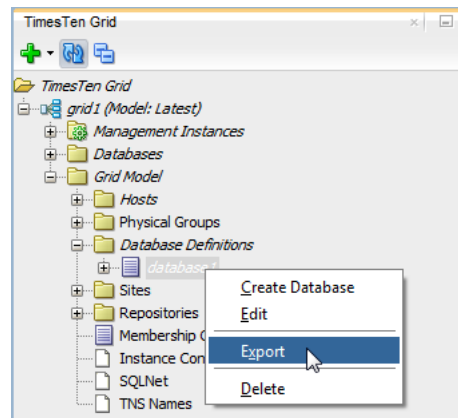 TimesTen Grid
TimesTen Grid
grid1 (Model: Latest)
Management Instances
Databases
Grid Model
Hosts
Physical Groups
Database Definitions
database1
Create Database
Sites
Edit
Repositories
Membership
Export
Instance Con
SQLNet
Delete
TNS Names